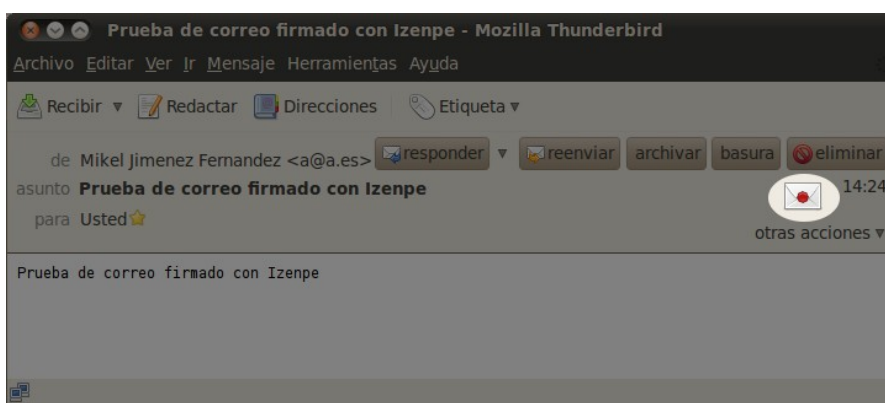 Prueba de correo firmado con Izenpe - Mozilla Thunderbird
Archivo Editar Ver Ir Mensaje Herramientas Ayuda
Recibir Redactar Direcciones Etiqueta
de Mikel Jimenez Fernandez <a@a.es> responder reenviar archivar basura eliminar
asunto Prueba de correo firmado con Izenpe 14:24
para Usted
otras acciones
Prueba de correo firmado con Izenpe